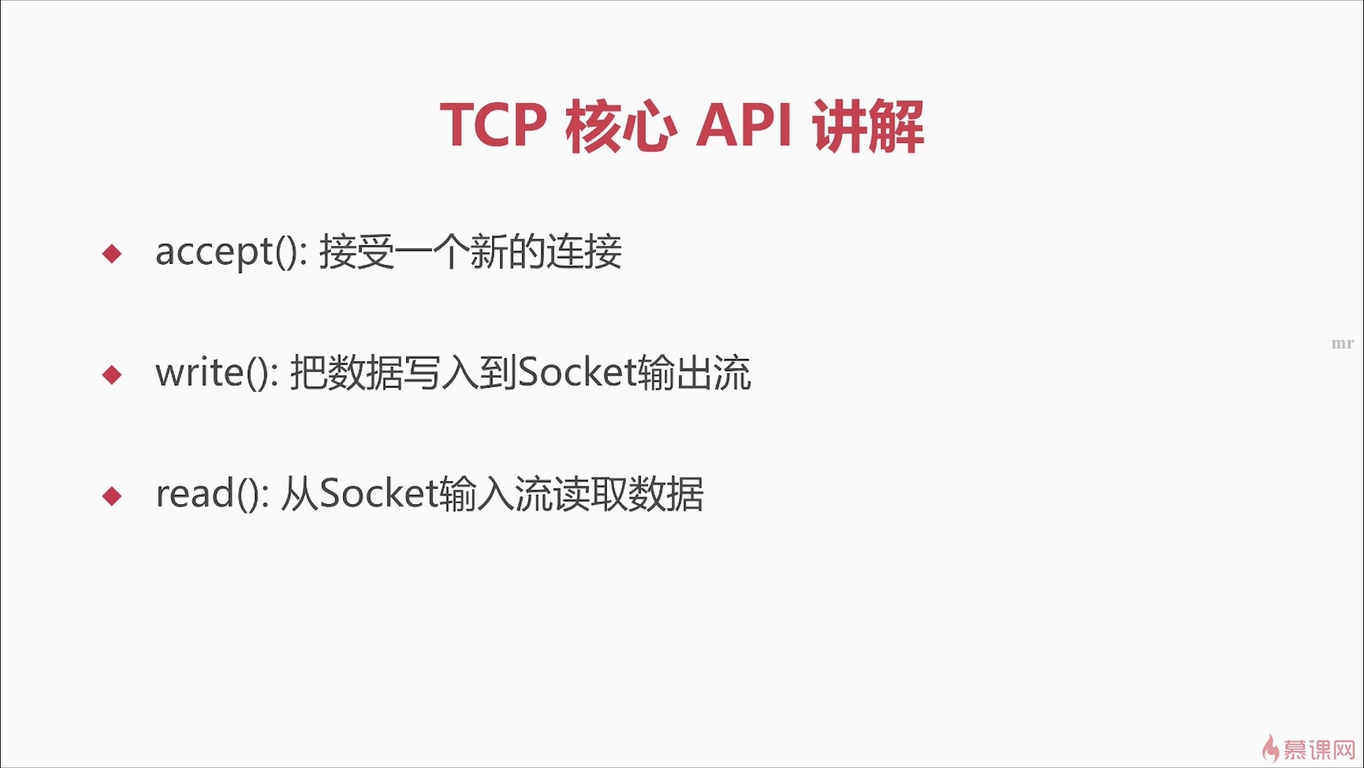 TCP 核心 API 讲解
accept(): 接受一个新的连接
write(): 把数据写入到Socket输出流
mr
read(): 从Socket输入流读取数据
慕课网